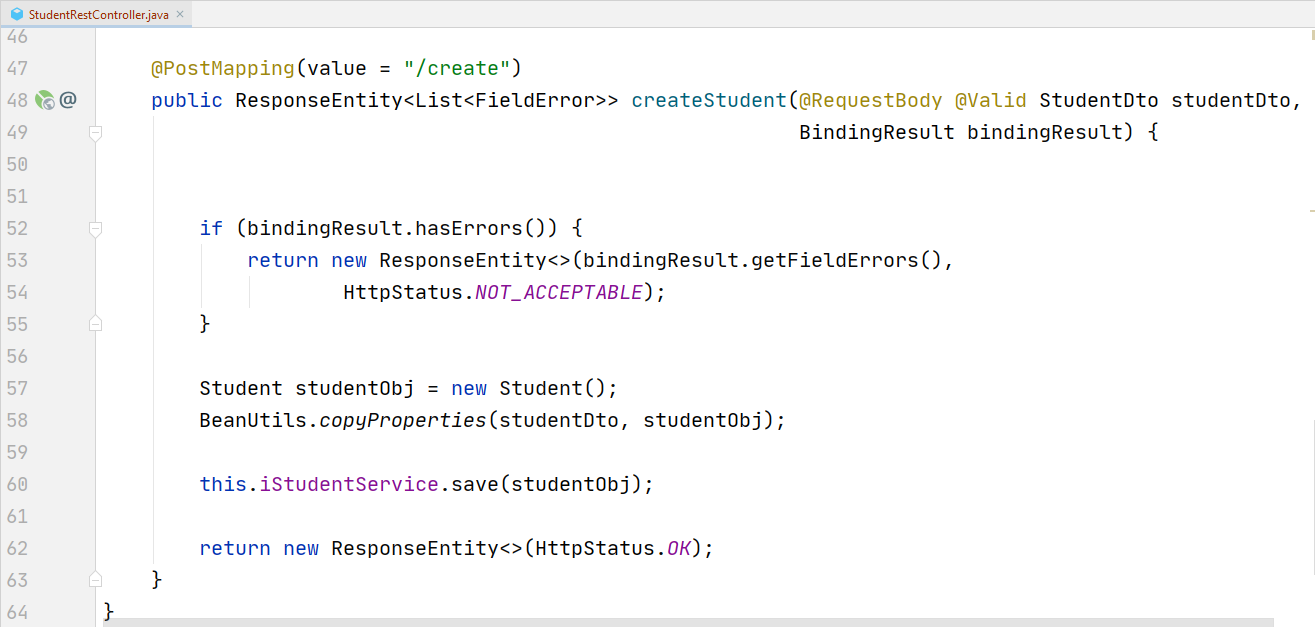 StudentRestController.java ×
46
47 @PostMapping(value = "/create")
48 @ public ResponseEntity<List<FieldError>> createStudent(@RequestBody @Valid StudentDto studentDto,
49 BindingResult bindingResult) {
50
51
52 if (bindingResult.hasErrors()) {
53 return new ResponseEntity<>(bindingResult.getFieldErrors(),
54 HttpStatus.NOT_ACCEPTABLE);
55 }
56
57 Student studentObj = new Student();
58 BeanUtils.copyProperties(studentDto, studentObj);
59
60 this.iStudentService.save(studentObj);
61
62 return new ResponseEntity<>(HttpStatus.OK);
63 }
64 }